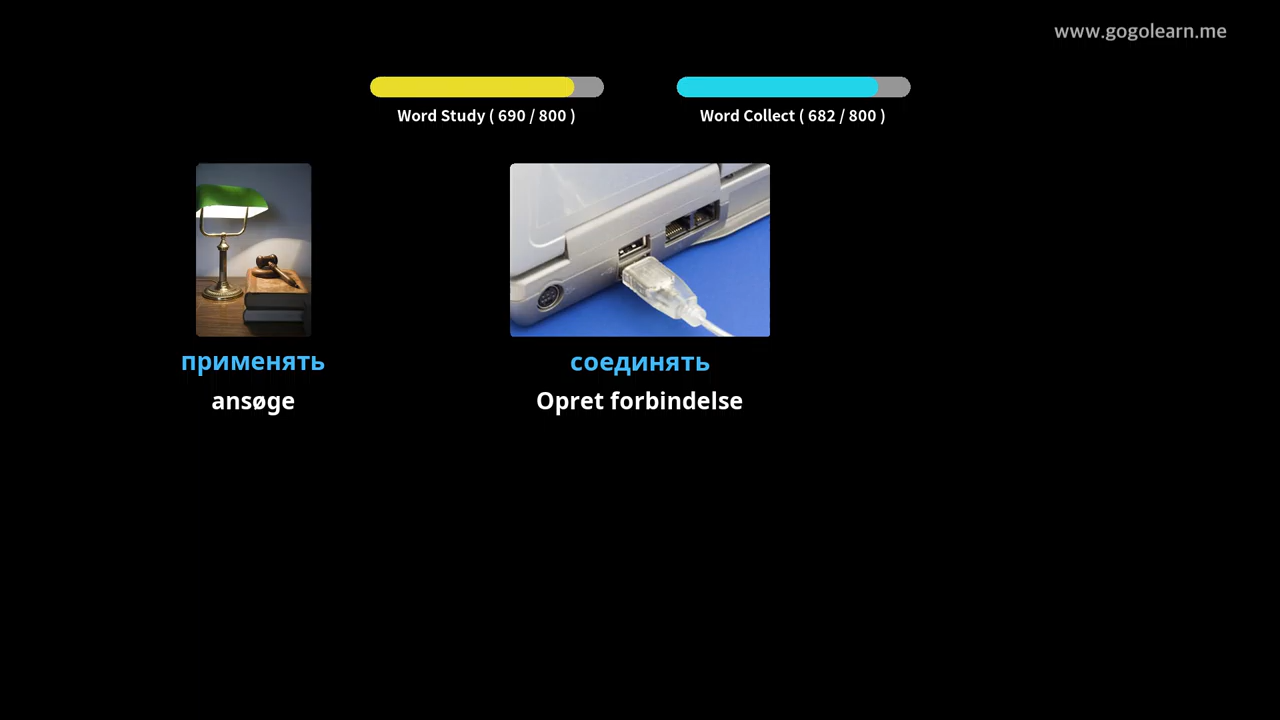 www.gogolearn.me
Word Study ( 690 / 800 )
Word Collect ( 682 / 800 )
применять
ansøge
соединять
Opret forbindelse